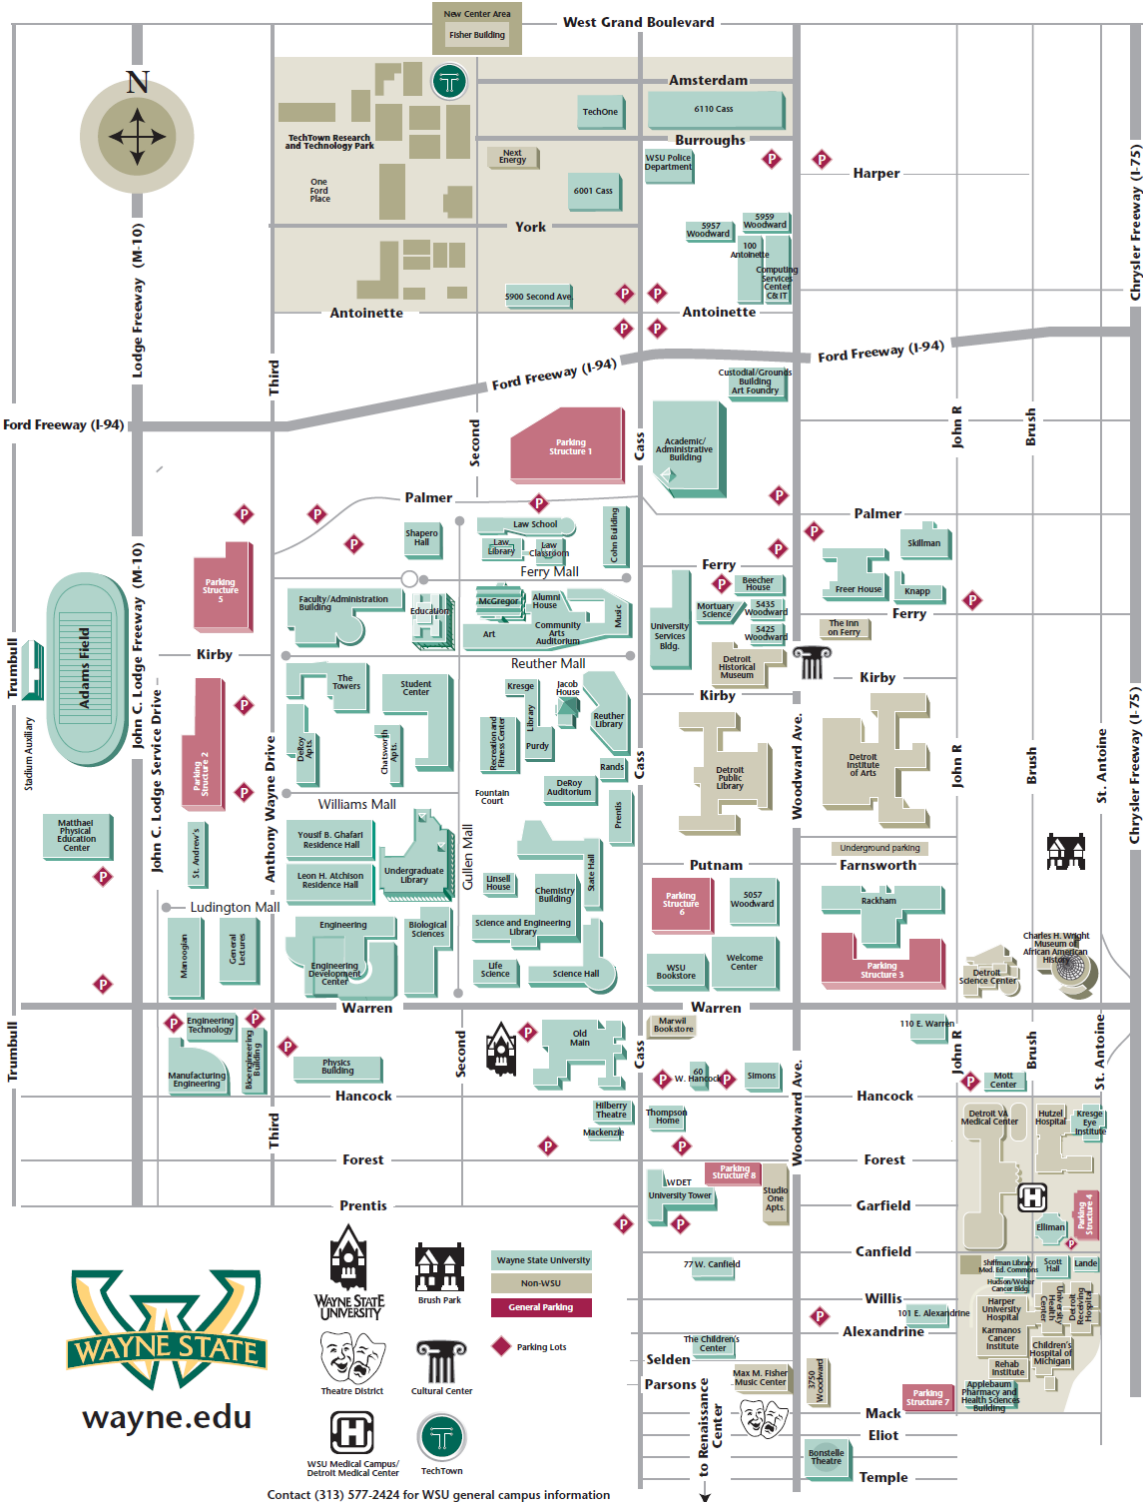 New Center Area
Fisher Building
West Grand Boulevard
N
Amsterdam
TechOne
6110 Cass
TechTown Research
and Technology Park
Burroughs
Next
Energy
WSU Police
Department
P
P
Harper
One
Ford
Place
6001 Cass
York
5957
Woodward
5959
Woodward
100
Antoinette
Computing
Services
Center
C&IT
5900 Second Ave.
P
P
Antoinette
Antoinette
P
P
Lodge Freeway (M-10)
Third
Chrysler Freeway (I-75)
Ford Freeway (I-94)
Ford Freeway (I-94)
Ford Freeway (I-94)
Custodial/Grounds
Building
Art Foundry
Second
Parking
Structure 1
Cass
Academic/
Administrative
Building
John R
Brush
Palmer
P
P
P
P
P
Palmer
Shapero
Hall
Law School
Law
Library
Law
Classroom
Cohn Building
P
P
Skillman
Ferry Mall
Ferry
Parking
Structure
5
Faculty/Administration
Building
Education
McGregor
Alumni
House
Art
Community
Arts
Auditorium
Music
University
Services
Bldg.
P
Beecher
House
Mortuary
Science
5435
Woodward
5425
Woodward
Freer House
Knapp
P
Ferry
The Inn
on Ferry
Trumbull
Adams Field
John C. Lodge Freeway (M-10)
Kirby
Reuther Mall
Detroit
Historical
Museum
Kirby
Kirby
Stadium Auxiliary
John C. Lodge Service Drive
Parking
Structure 2
P
P
Anthony Wayne Drive
The
Towers
Student
Center
DeRoy
Apts.
Chatsworth
Apts.
Kresge
Library
Purdy
Jacob
House
Recreation and
Fitness Center
Reuther
Library
Rands
Cass
Detroit
Public
Library
Woodward Ave.
Detroit
Institute
of Arts
John R
Brush
St. Antoine
Chrysler Freeway (I-75)
Fountain
Court
DeRoy
Auditorium
Prentis
Williams Mall
Matthaei
Physical
Education
Center
P
St. Andrew's
Yousif B. Ghafari
Residence Hall
Leon H. Atchison
Residence Hall
Undergraduate
Library
Gullen Mall
Linsell
House
Chemistry
Building
State Hall
Science and Engineering
Library
Underground parking
Putnam
Farnsworth
Parking
Structure
6
5057
Woodward
Rackham
Ludington Mall
Manoogian
General
Lectures
Engineering
Engineering
Development
Center
Biological
Sciences
Life
Science
Science Hall
WSU
Bookstore
Welcome
Center
Parking
Structure 3
Detroit
Science Center
Charles H. Wright
Museum of
African American
History
P
Warren
Warren
Trumbull
P
Engineering
Technology
P
Manufacturing
Engineering
Bioengineering
Building
P
Physics
Building
Second
P
Old
Main
Cass
Marwil
Bookstore
P
60
W. Hancock
P
Simons
Woodward Ave.
110 E. Warren
John R
Brush
St. Antoine
P
Mott
Center
Hancock
Hancock
Third
Hilberry
Theatre
Mackenzie
Thompson
Home
P
P
Detroit VA
Medical Center
Hutzel
Hospital
Kresge
Eye
Institute
Forest
Forest
WDET
University Tower
Parking
Structure 8
Studio
One
Apts.
H
Parking
Structure 4
Prentis
Garfield
P
P
Elliman
P
Canfield
77 W. Canfield
Shiffman Library
Med. Ed. Commons
Scott
Hall
Lande
Hudson/Weber
Cancer Bldg.
Willis
P
101 E. Alexandrine
Harper
University
Hospital
University
Health
Center
Detroit
Receiving
Hospital
Alexandrine
Karmanos
Cancer
Institute
Children's
Hospital of
Michigan
The Children's
Center
Selden
Parsons
Max M. Fisher
Music Center
3750
Woodward
Rehab
Institute
Parking
Structure 7
Applebaum
Pharmacy and
Health Sciences
Building
to Renaissance
Center
Mack
Eliot
Bonstelle
Theatre
Temple
W
WAYNE STATE
wayne.edu
WAYNE STATE
UNIVERSITY
Brush Park
Wayne State University
Non-WSU
General Parking
Parking Lots
Theatre District
Cultural Center
H
WSU Medical Campus/
Detroit Medical Center
T
TechTown
Contact (313) 577-2424 for WSU general campus information